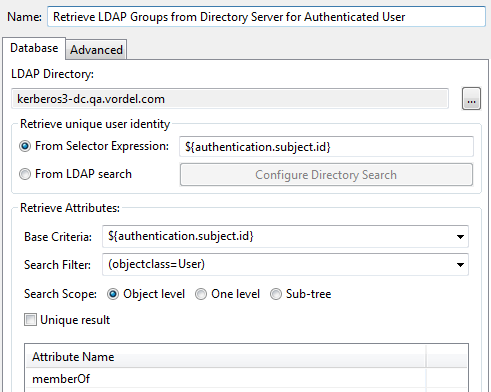 Name: Retrieve LDAP Groups from Directory Server for Authenticated User
Database Advanced
LDAP Directory:
kerberos3-dc.qa.vordel.com ...
Retrieve unique user identity
From Selector Expression: ${authentication.subject.id}
From LDAP search Configure Directory Search
Retrieve Attributes:
Base Criteria: ${authentication.subject.id}
Search Filter: (objectclass=User)
Search Scope: Object level One level Sub-tree
Unique result
Attribute Name
memberOf